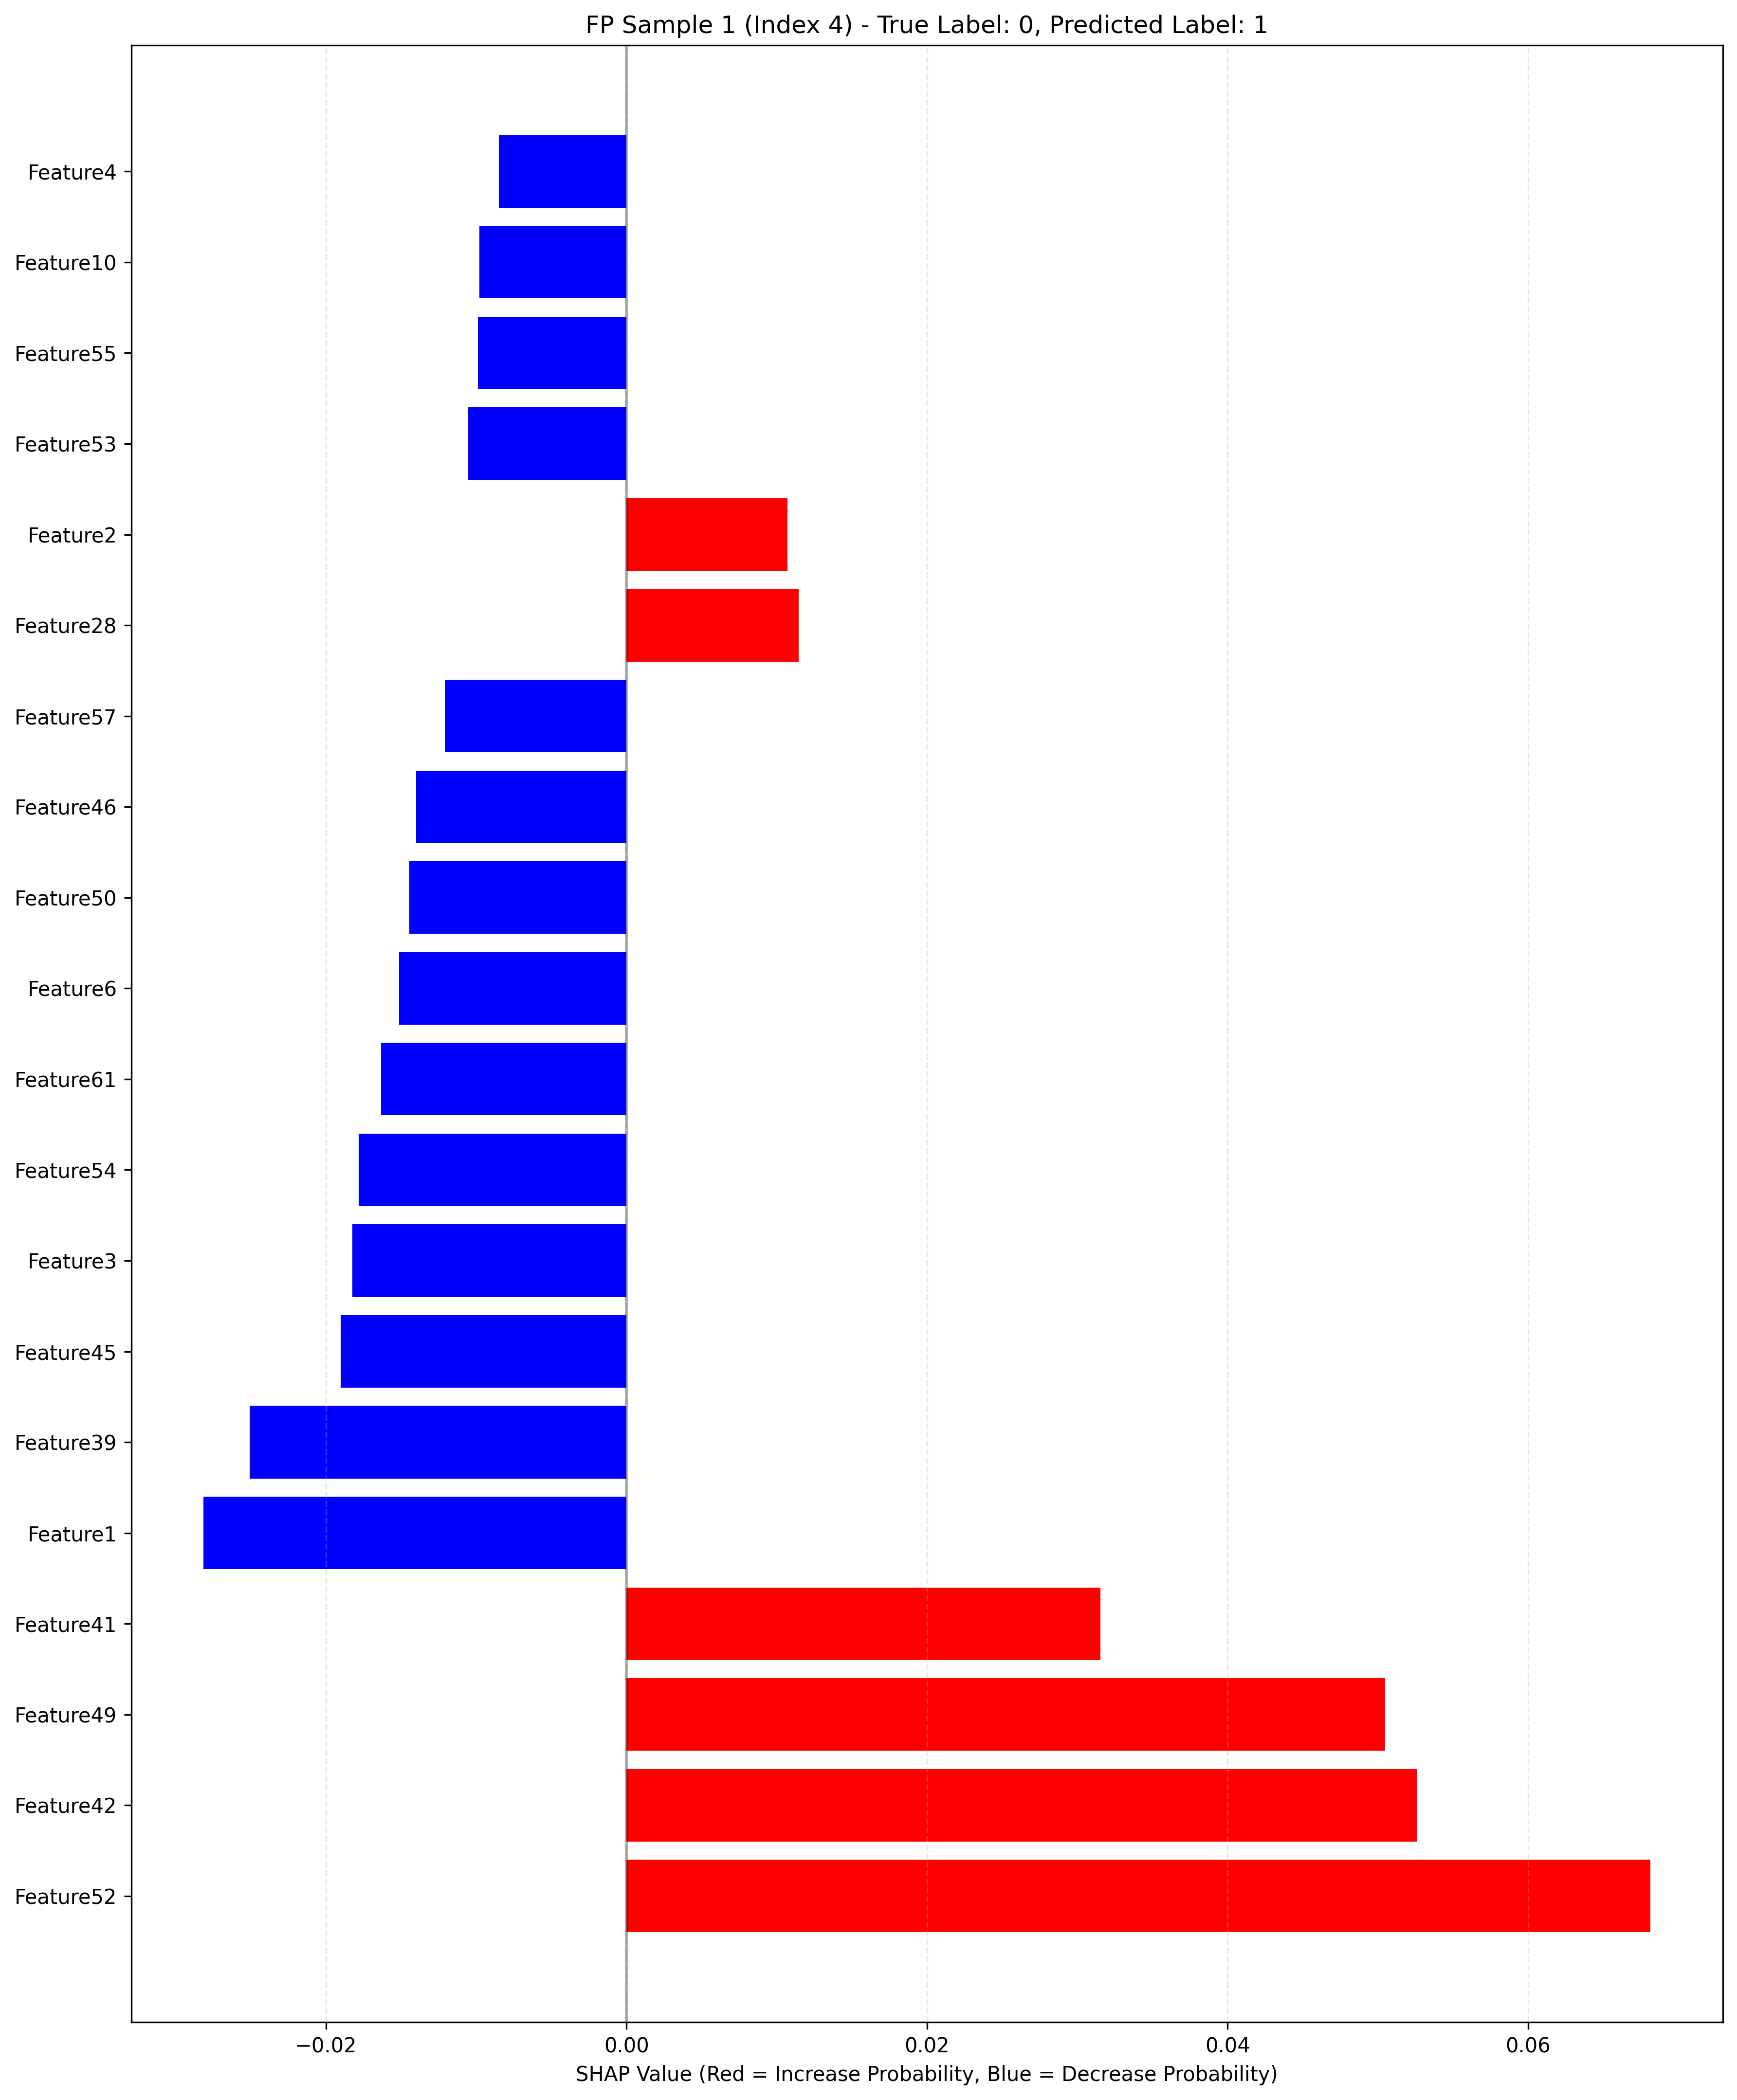 FP Sample 1 (Index 4) - True Label: 0, Predicted Label: 1
Feature4
Feature10
Feature55
Feature53
Feature2
Feature28
Feature57
Feature46
Feature50
Feature6
Feature61
Feature54
Feature3
Feature45
Feature39
Feature1
Feature41
Feature49
Feature42
Feature52
−0.02 0.00 0.02 0.04 0.06
SHAP Value (Red = Increase Probability, Blue = Decrease Probability)